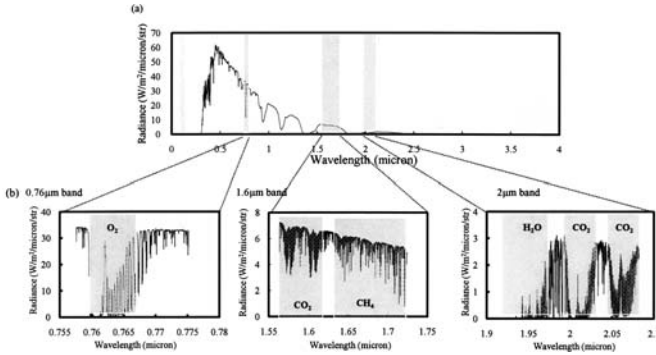 (a)
Radiance (W/m²/micron/str)
70
60
50
40
30
20
10
0
0 0.5 1 1.5 2 2.5 3 3.5 4
Wavelength (micron)
(b) 0.76μm band
1.6μm band
2μm band
Radiance (W/m²/micron/str)
40
30
20
10
0
O₂
0.755 0.76 0.765 0.77 0.775 0.78
Wavelength (micron)
Radiance (W/m²/micron/str)
8
6
4
2
0
CO₂ CH₄
1.55 1.6 1.65 1.7 1.75
Wavelength (micron)
Radiance (W/m²/micron/str)
4
3
2
1
0
H₂O CO₂ CO₂
1.9 1.95 2 2.05 2.
Wavelength (micron)